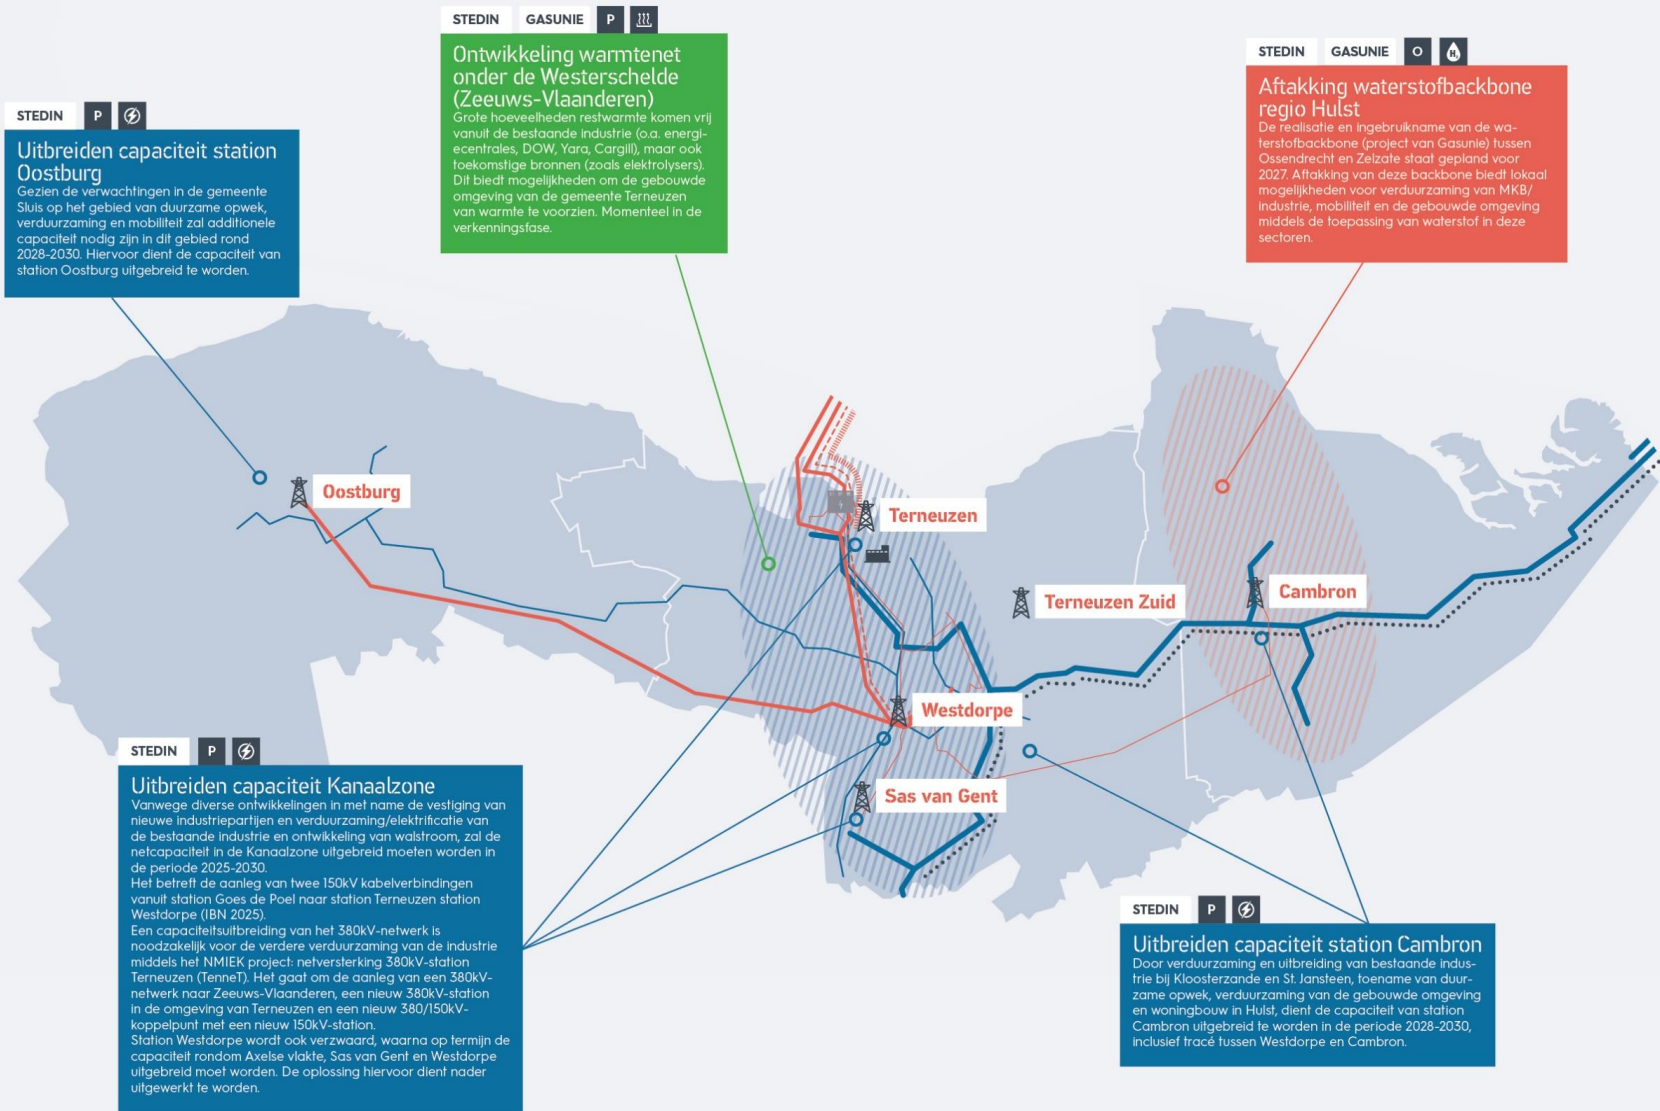 STEDIN GASUNIE P
Ontwikkeling warmtenet
onder de Westerschelde
(Zeeuws-Vlaanderen)
Grote hoeveelheden restwarmte komen vrij
vanuit de bestaande industrie (o.a. energi-
ecentrales, DOW, Yara, Cargill), maar ook
toekomstige bronnen (zoals elektrolysers).
Dit biedt mogelijkheden om de gebouwde
omgeving van de gemeente Terneuzen
van warmte te voorzien. Momenteel in de
verkenningsfase.
STEDIN GASUNIE O H₂
Aftakking waterstofbackbone
regio Hulst
De realisatie en ingebruikname van de wa-
terstofbackbone (project van Gasunie) tussen
Ossendrecht en Zelzate staat gepland voor
2027. Aftakking van deze backbone biedt lokaal
mogelijkheden voor verduurzaming van MKB/
industrie, mobiliteit en de gebouwde omgeving
middels de toepassing van waterstof in deze
sectoren.
STEDIN P
Uitbreiden capaciteit station
Oostburg
Gezien de verwachtingen in de gemeente
Sluis op het gebied van duurzame opwek,
verduurzaming en mobiliteit zal additionele
capaciteit nodig zijn in dit gebied rond
2028-2030. Hiervoor dient de capaciteit van
station Oostburg uitgebreid te worden.
Oostburg
Terneuzen
Terneuzen Zuid
Cambron
Westdorpe
Sas van Gent
STEDIN P
Uitbreiden capaciteit Kanaalzone
Vanwege diverse ontwikkelingen in met name de vestiging van
nieuwe industriepartijen en verduurzaming/elektrificatie van
de bestaande industrie en ontwikkeling van walstroom, zal de
netcapaciteit in de Kanaalzone uitgebreid moeten worden in
de periode 2025-2030.
Het betreft de aanleg van twee 150kV kabelverbindingen
vanuit station Goes de Poel naar station Terneuzen station
Westdorpe (IBN 2025).
Een capaciteitsuitbreiding van het 380kV-netwerk is
noodzakelijk voor de verdere verduurzaming van de industrie
middels het NMIEK project: netversterking 380kV-station
Terneuzen (TenneT). Het gaat om de aanleg van een 380kV-
netwerk naar Zeeuws-Vlaanderen, een nieuw 380kV-station
in de omgeving van Terneuzen en een nieuw 380/150kV-
koppelpunt met een nieuw 150kV-station.
Station Westdorpe wordt ook verzwaard, waarna op termijn de
capaciteit rondom Axelse vlakte, Sas van Gent en Westdorpe
uitgebreid moet worden. De oplossing hiervoor dient nader
uitgewerkt te worden.
STEDIN P
Uitbreiden capaciteit station Cambron
Door verduurzaming en uitbreiding van bestaande indus-
trie bij Kloosterzande en St. Jansteen, toename van duur-
zame opwek, verduurzaming van de gebouwde omgeving
en woningbouw in Hulst, dient de capaciteit van station
Cambron uitgebreid te worden in de periode 2028-2030,
inclusief tracé tussen Westdorpe en Cambron.